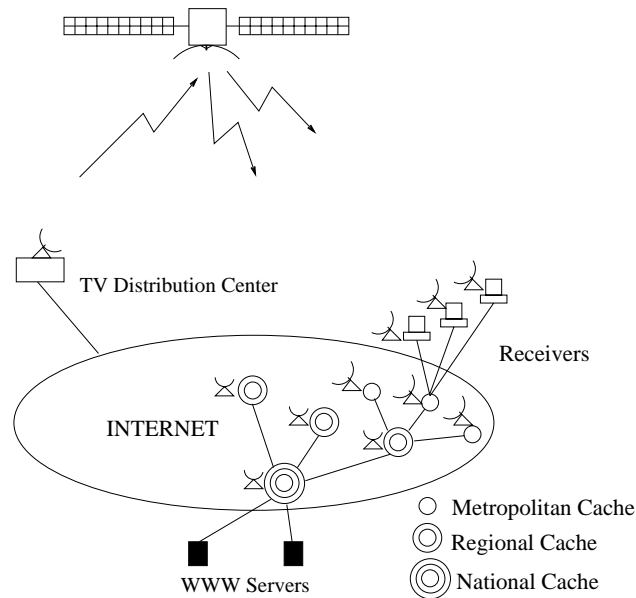 TV Distribution Center
Receivers
INTERNET
Metropolitan Cache
Regional Cache
National Cache
WWW Servers